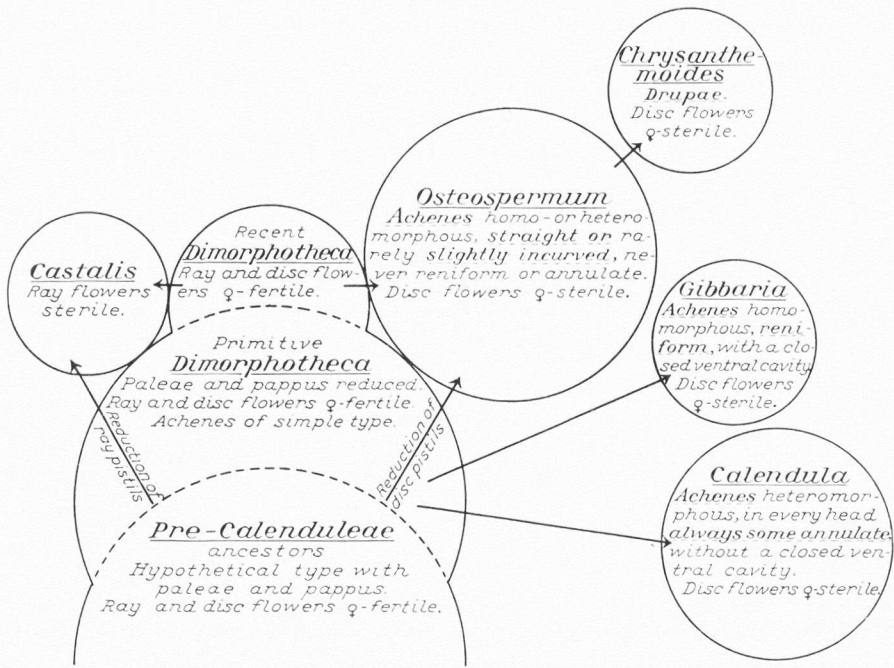 Chrysanthe-
moides
Drupae.
Disc flowers
♀-sterile.
Osteospermum
Achenes homo- or hetero-
morphous, straight or ra-
rely slightly incurved, ne-
ver reniform or annulate.
Disc flowers ♀-sterile.
Recent
Dimorphotheca
Ray and disc flow-
ers ♀-fertile.
Castalis
Ray flowers
sterile.
Gibbaria
Achenes homo-
morphous, reni-
form, with a clo-
sed ventral cavity
Disc flowers
♀-sterile.
Primitive
Dimorphotheca
Paleae and pappus reduced.
Ray and disc flowers ♀-fertile.
Achenes of simple type.
Reduction of
ray pistils
Reduction of
disc pistils
Calendula
Achenes heteromor-
phous, in every head
always some annulate
without a closed ven-
tral cavity.
Disc flowers ♀-sterile.
Pre-Calenduleae
ancestors
Hypothetical type with
paleae and pappus.
Ray and disc flowers ♀-fertile.